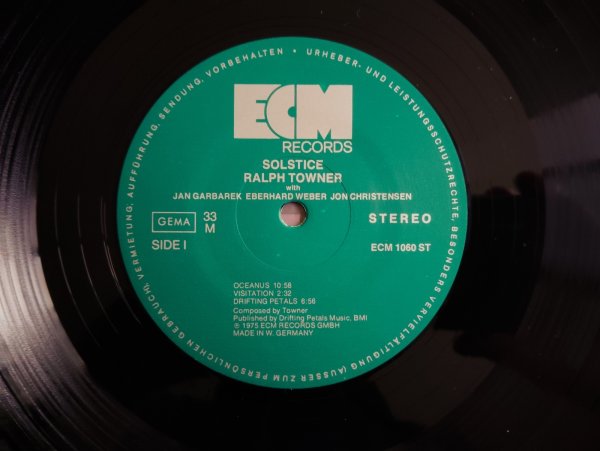 ECM
RECORDS
SOLSTICE
RALPH TOWNER
with
JAN GARBAREK EBERHARD WEBER JON CHRISTENSEN
GEMA
33
M
STEREO
SIDE I
ECM 1060 ST
OCEANUS 10:58
VISITATION 2:32
DRIFTING PETALS 6:56
Composed by Towner
Published by Drifting Petals Music, BMI
℗ 1975 ECM RECORDS GMBH
MADE IN W. GERMANY
URHEBER- UND LEISTUNGSSCHUTZRECHTE, BESONDERS VERVIELFÄLTIGUNG (AUSSER ZUM PERSÖNLICHEN GEBRAUCH), VERMIETUNG, AUFFÜHRUNG, SENDUNG, VORBEHALTEN •